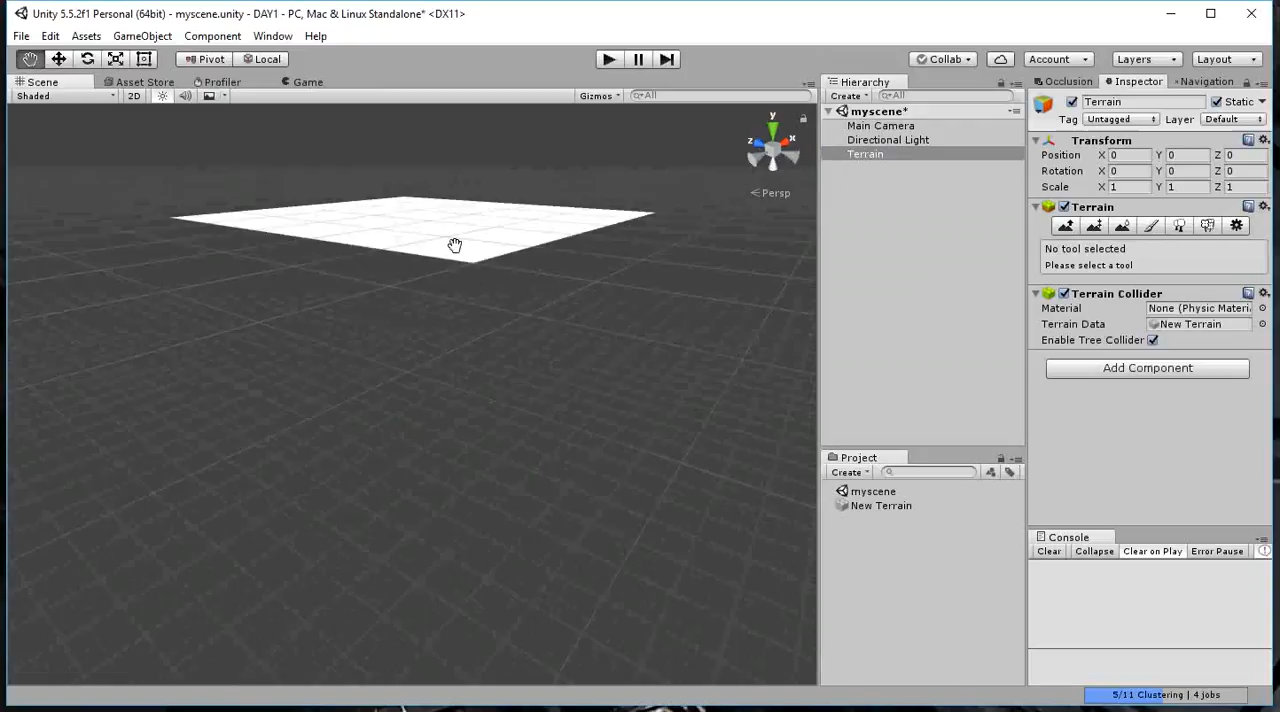 Unity 5.5.2f1 Personal (64bit) - myscene.unity - DAY1 - PC, Mac & Linux Standalone* <DX11>
File Edit Assets GameObject Component Window Help
Pivot Local Collab Account Layers Layout
Scene Asset Store Profiler Game
Shaded 2D Gizmos All
y
x
z
Persp
Hierarchy
Create All
myscene*
Main Camera
Directional Light
Terrain
Project
Create
myscene
New Terrain
Occlusion Inspector Navigation
Terrain Static
Tag Untagged Layer Default
Transform
Position X 0 Y 0 Z 0
Rotation X 0 Y 0 Z 0
Scale X 1 Y 1 Z 1
Terrain
No tool selected
Please select a tool
Terrain Collider
Material None (Physic Materi
Terrain Data New Terrain
Enable Tree Collider
Add Component
Console
Clear Collapse Clear on Play Error Pause
5/11 Clustering | 4 jobs